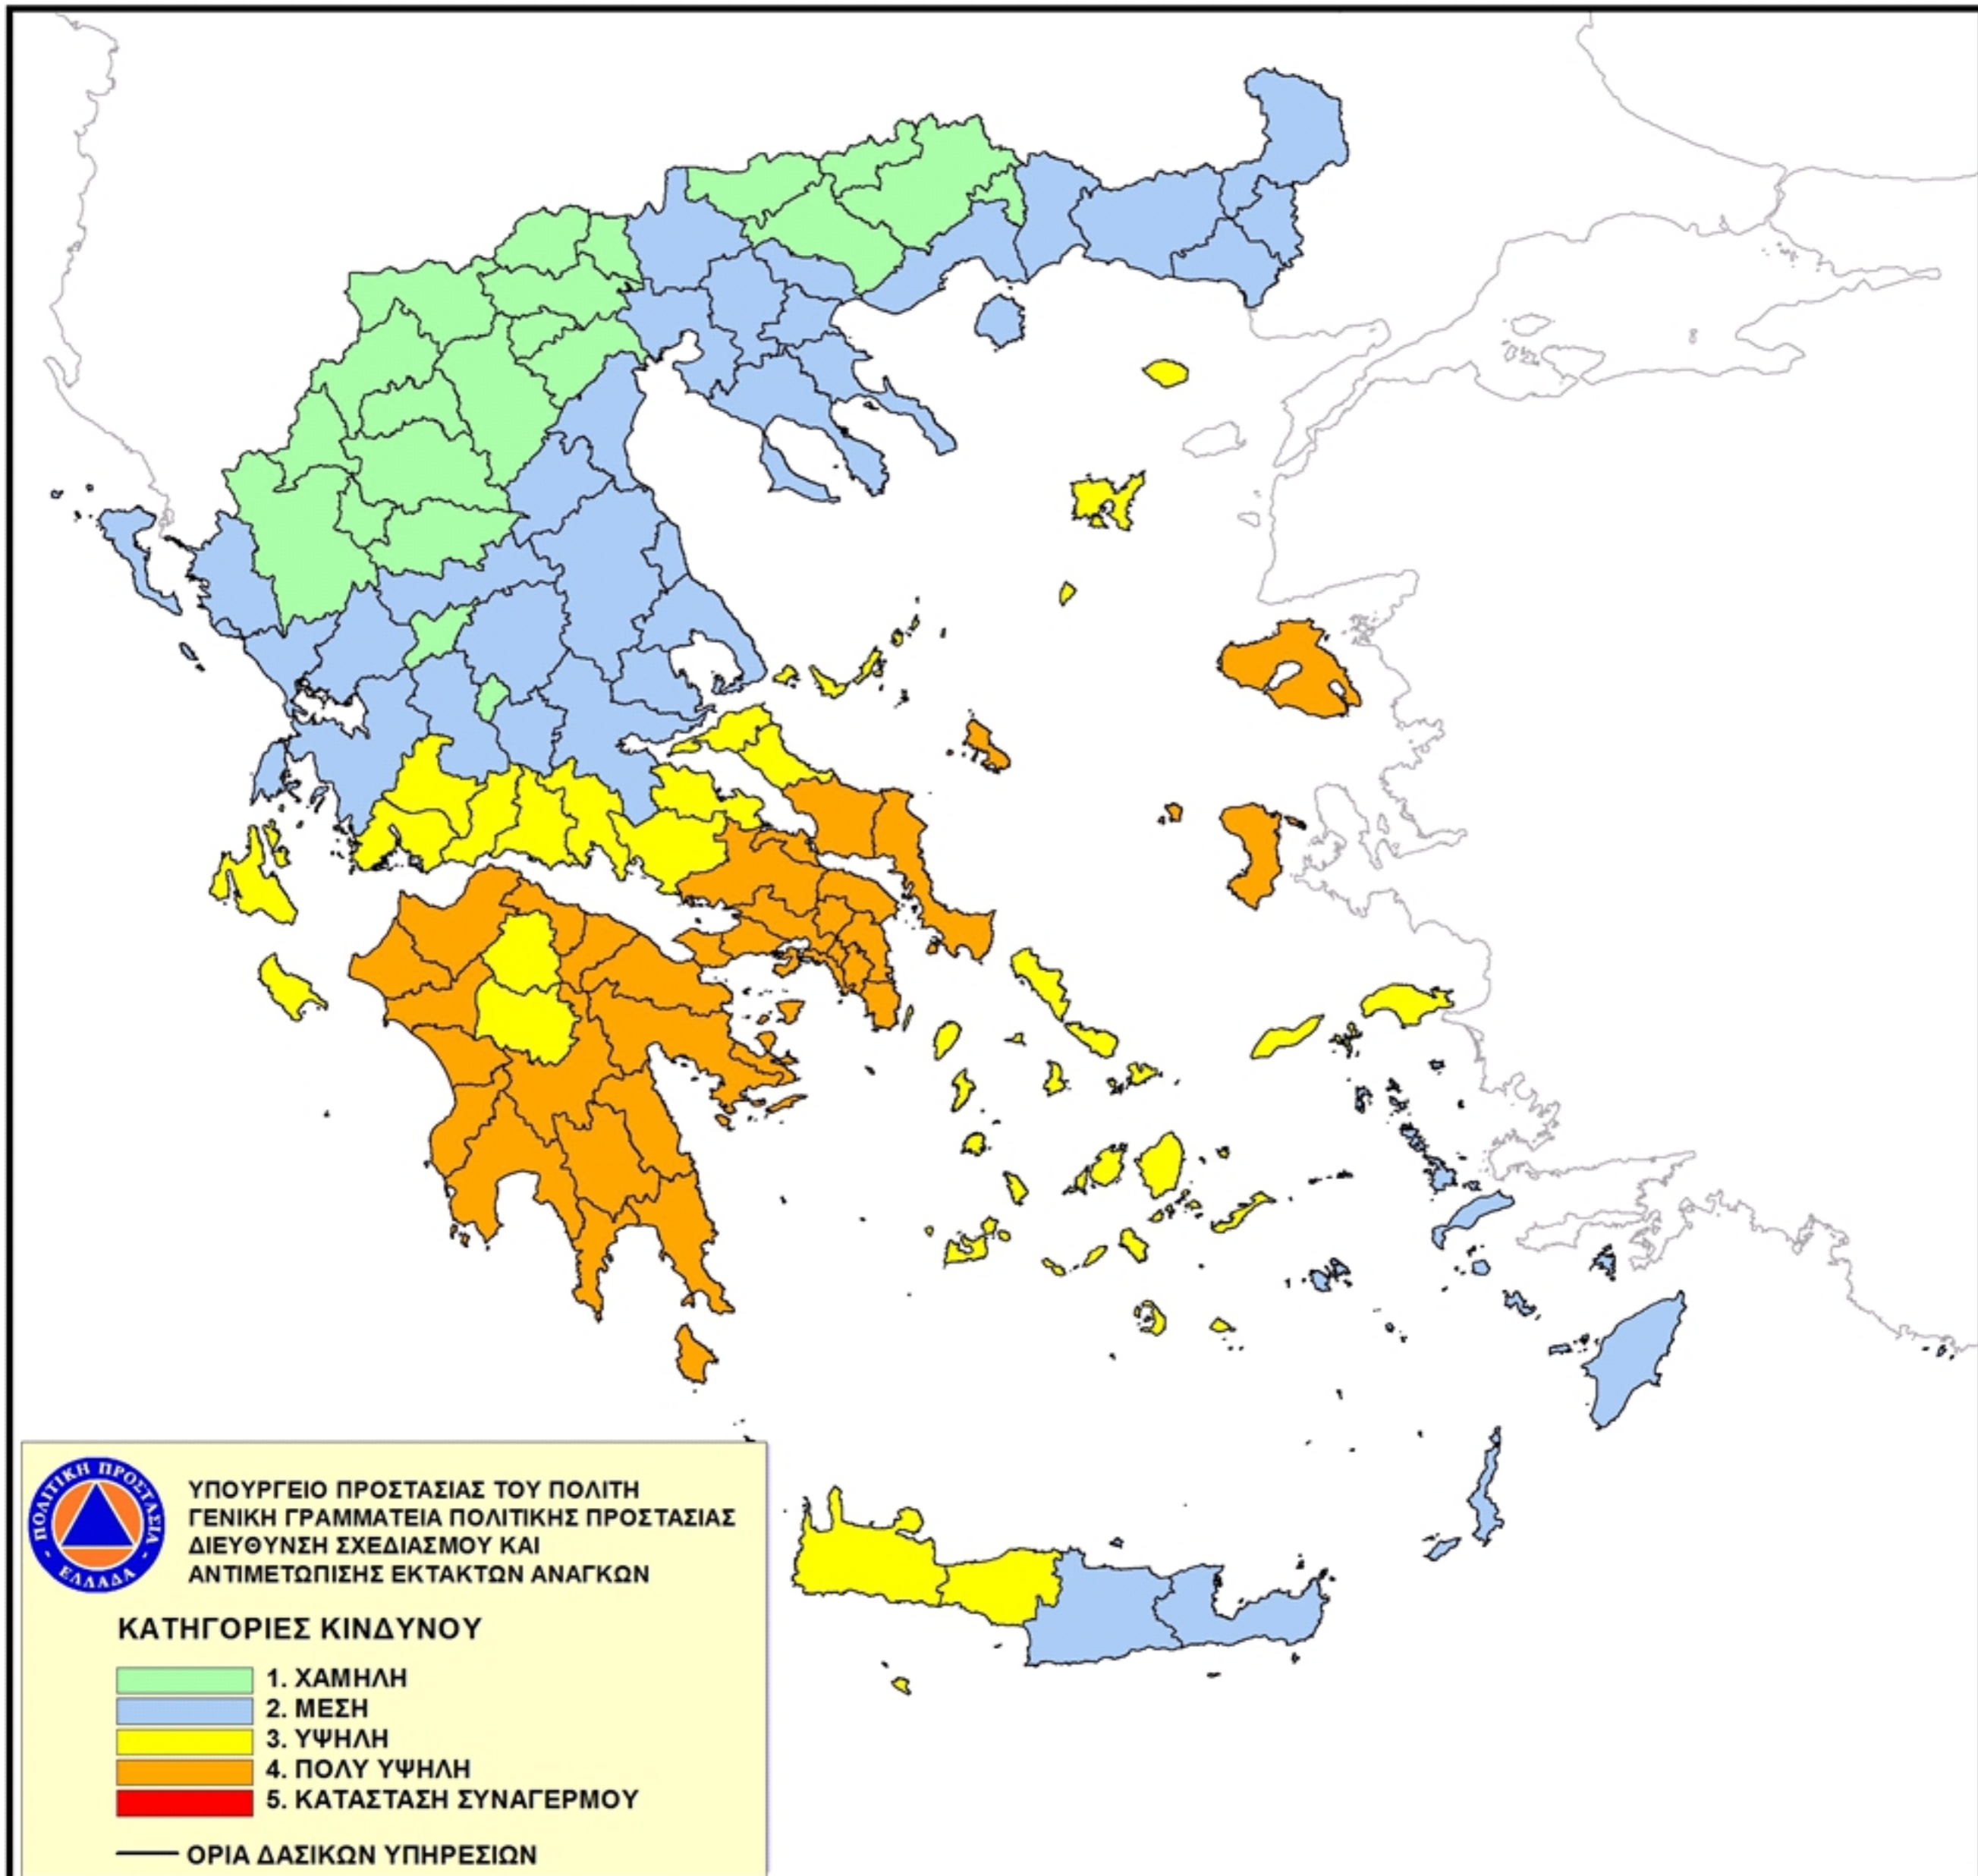 ΠΟΛΙΤΙΚΗ ΠΡΟΣΤΑΣΙΑ
- ΕΛΛΑΔΑ -
ΥΠΟΥΡΓΕΙΟ ΠΡΟΣΤΑΣΙΑΣ ΤΟΥ ΠΟΛΙΤΗ
ΓΕΝΙΚΗ ΓΡΑΜΜΑΤΕΙΑ ΠΟΛΙΤΙΚΗΣ ΠΡΟΣΤΑΣΙΑΣ
ΔΙΕΥΘΥΝΣΗ ΣΧΕΔΙΑΣΜΟΥ ΚΑΙ
ΑΝΤΙΜΕΤΩΠΙΣΗΣ ΕΚΤΑΚΤΩΝ ΑΝΑΓΚΩΝ
ΚΑΤΗΓΟΡΙΕΣ ΚΙΝΔΥΝΟΥ
1. ΧΑΜΗΛΗ
2. ΜΕΣΗ
3. ΥΨΗΛΗ
4. ΠΟΛΥ ΥΨΗΛΗ
5. ΚΑΤΑΣΤΑΣΗ ΣΥΝΑΓΕΡΜΟΥ
ΟΡΙΑ ΔΑΣΙΚΩΝ ΥΠΗΡΕΣΙΩΝ